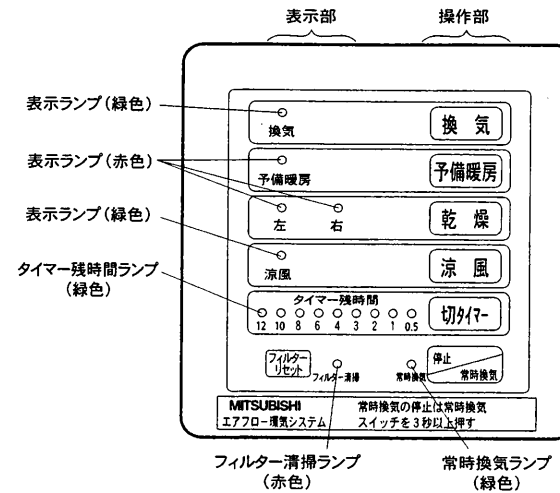 表示部 操作部
表示ランプ(緑色)
換気 換気
表示ランプ(赤色)
予備暖房 予備暖房
左 右 乾燥
表示ランプ(緑色)
涼風 涼風
タイマー残時間ランプ
(緑色)
タイマー残時間
12 10 8 6 4 3 2 1 0.5
切タイマー
フィルター
リセット
フィルター清掃 常時換気
停止
常時換気
MITSUBISHI
エアフロー環気システム
常時換気の停止は常時換気
スイッチを3秒以上押す
フィルター清掃ランプ
(赤色)
常時換気ランプ
(緑色)